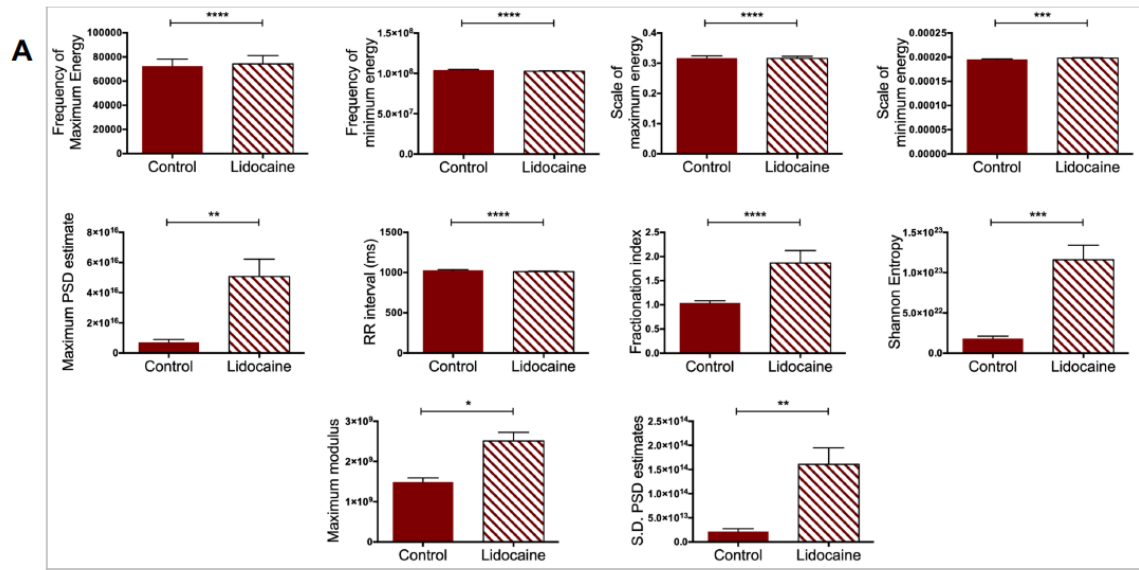 A
****
Frequency of
Maximum Energy
100000
80000
60000
40000
20000
0
Control Lidocaine
****
Frequency of
minimum energy
1.5×10⁸
1.0×10⁸
5.0×10⁷
0.0
Control Lidocaine
****
Scale of
maximum energy
0.4
0.3
0.2
0.1
0.0
Control Lidocaine
***
Scale of
minimum energy
0.00025
0.00020
0.00015
0.00010
0.00005
0.00000
Control Lidocaine
**
Maximum PSD estimate
8×10¹⁶
6×10¹⁶
4×10¹⁶
2×10¹⁶
0
Control Lidocaine
****
RR interval (ms)
1500
1000
500
0
Control Lidocaine
****
Fractionation index
2.5
2.0
1.5
1.0
0.5
0.0
Control Lidocaine
***
Shannon Entropy
1.5×10²³
1.0×10²³
5.0×10²²
0.0
Control Lidocaine
*
Maximum modulus
3×10⁹
2×10⁹
1×10⁹
0
Control Lidocaine
**
S.D. PSD estimates
2.5×10¹⁴
2.0×10¹⁴
1.5×10¹⁴
1.0×10¹⁴
5.0×10¹³
0.0
Control Lidocaine